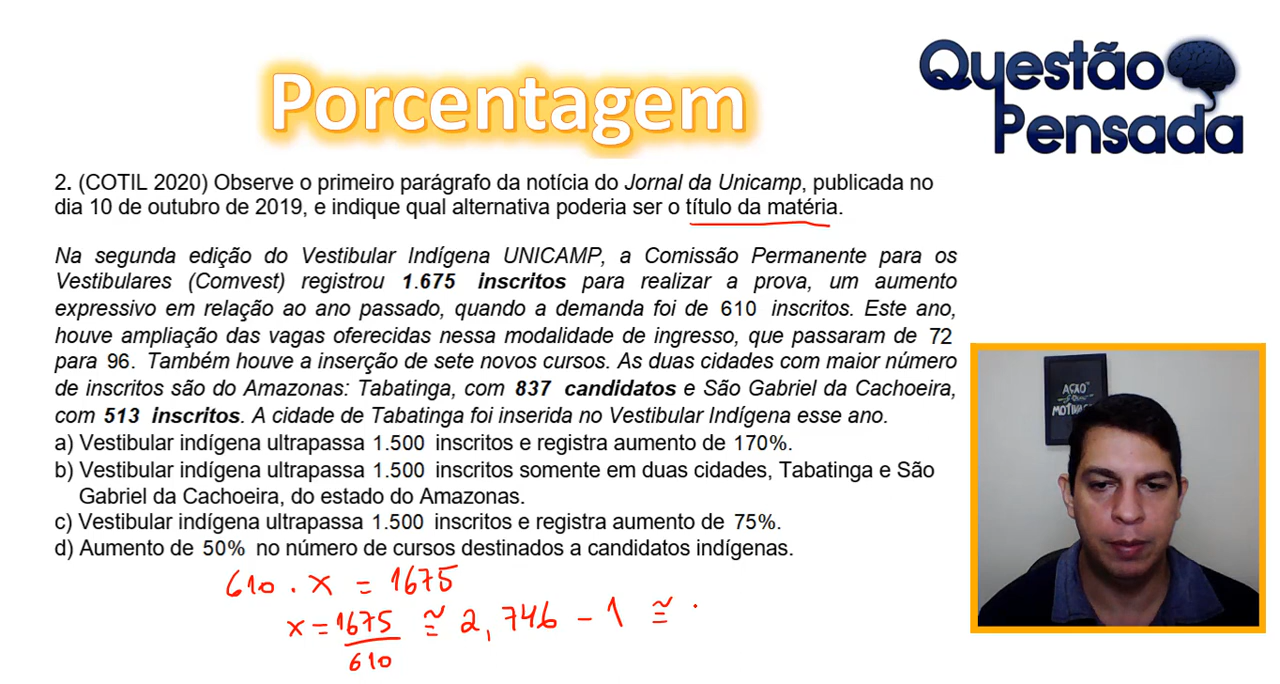 Porcentagem
Questão
Pensada
2. (COTIL 2020) Observe o primeiro parágrafo da notícia do Jornal da Unicamp, publicada no
dia 10 de outubro de 2019, e indique qual alternativa poderia ser o título da matéria.
Na segunda edição do Vestibular Indígena UNICAMP, a Comissão Permanente para os
Vestibulares (Comvest) registrou 1.675 inscritos para realizar a prova, um aumento
expressivo em relação ao ano passado, quando a demanda foi de 610 inscritos. Este ano,
houve ampliação das vagas oferecidas nessa modalidade de ingresso, que passaram de 72
para 96. Também houve a inserção de sete novos cursos. As duas cidades com maior número
de inscritos são do Amazonas: Tabatinga, com 837 candidatos e São Gabriel da Cachoeira,
com 513 inscritos. A cidade de Tabatinga foi inserida no Vestibular Indígena esse ano.
a) Vestibular indígena ultrapassa 1.500 inscritos e registra aumento de 170%.
b) Vestibular indígena ultrapassa 1.500 inscritos somente em duas cidades, Tabatinga e São
Gabriel da Cachoeira, do estado do Amazonas.
c) Vestibular indígena ultrapassa 1.500 inscritos e registra aumento de 75%.
d) Aumento de 50% no número de cursos destinados a candidatos indígenas.
610 . x = 1675
x = 1675 ≅ 2,746 - 1 ≅
610
AÇÃO
MOTIVAÇ